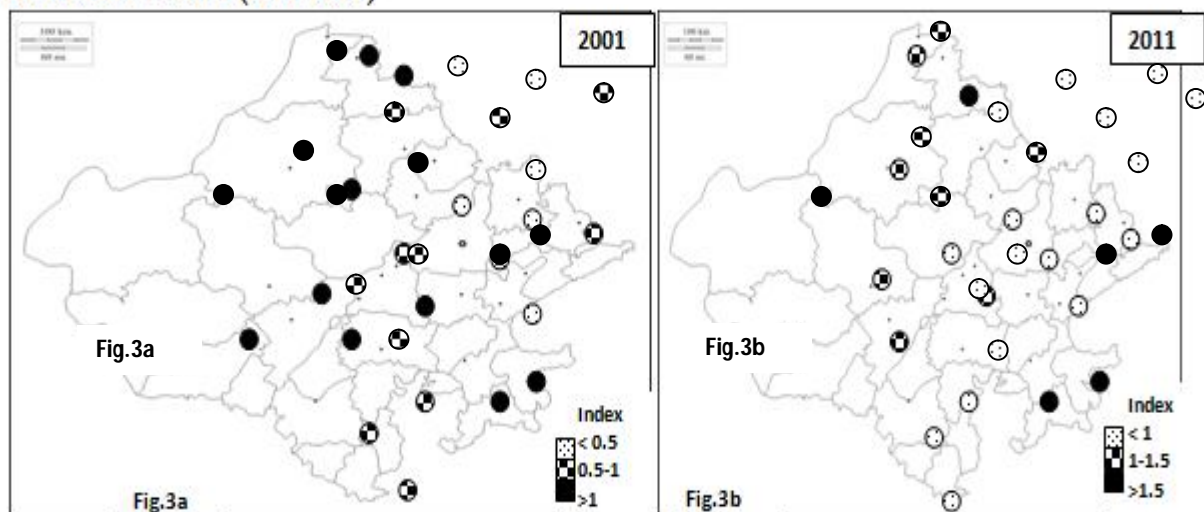 2001
Fig.3a
Index
< 0.5
0.5-1
>1
Fig.3a
2011
Fig.3b
Index
< 1
1-1.5
>1.5
Fig.3b